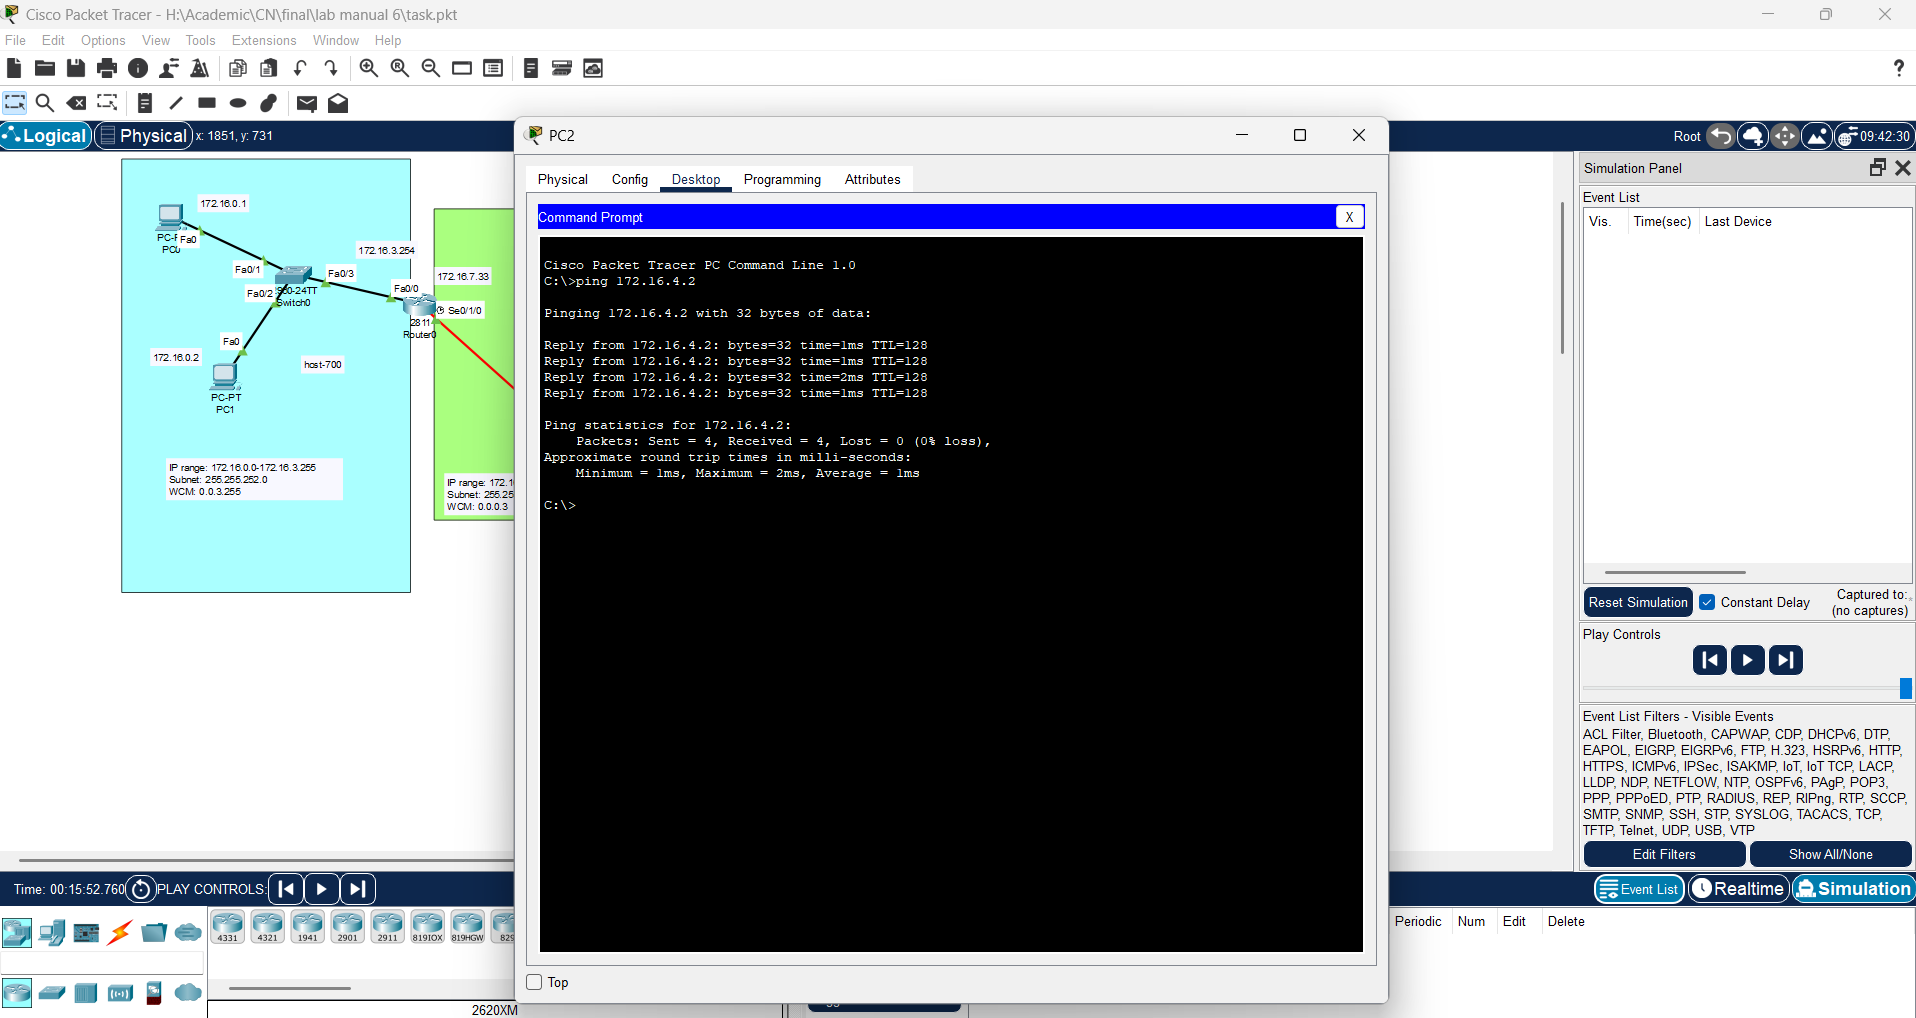 Cisco Packet Tracer - H:\Academic\CN\final\lab manual 6\task.pkt
File Edit Options View Tools Extensions Window Help
?
Logical Physical x: 1851, y: 731
Root 09:42:30
172.16.0.1
Fa0
172.16.3.254
Fa0/1
Fa0/3
172.16.7.33
Fa0/0
Fa0/2
Switch0
Se0/1/0
2811
Router0
Fa0
172.16.0.2
host-700
PC-PT
PC1
IP range: 172.16.0.0-172.16.3.255
Subnet: 255.255.252.0
WCM: 0.0.3.255
IP range: 172.1
Subnet: 255.25
WCM: 0.0.0.3
PC2
Physical Config Desktop Programming Attributes
Command Prompt X
Cisco Packet Tracer PC Command Line 1.0
C:\>ping 172.16.4.2
Pinging 172.16.4.2 with 32 bytes of data:
Reply from 172.16.4.2: bytes=32 time=1ms TTL=128
Reply from 172.16.4.2: bytes=32 time=1ms TTL=128
Reply from 172.16.4.2: bytes=32 time=2ms TTL=128
Reply from 172.16.4.2: bytes=32 time=1ms TTL=128
Ping statistics for 172.16.4.2:
Packets: Sent = 4, Received = 4, Lost = 0 (0% loss),
Approximate round trip times in milli-seconds:
Minimum = 1ms, Maximum = 2ms, Average = 1ms
C:\>
Top
Simulation Panel
Event List
Vis. Time(sec) Last Device
Reset Simulation Constant Delay Captured to:
(no captures)
Play Controls
Event List Filters - Visible Events
ACL Filter, Bluetooth, CAPWAP, CDP, DHCPv6, DTP,
EAPOL, EIGRP, EIGRPv6, FTP, H.323, HSRPv6, HTTP,
HTTPS, ICMPv6, IPSec, ISAKMP, IoT, IoT TCP, LACP,
LLDP, NDP, NETFLOW, NTP, OSPFv6, PAgP, POP3,
PPP, PPPoED, PTP, RADIUS, REP, RIPng, RTP, SCCP,
SMTP, SNMP, SSH, STP, SYSLOG, TACACS, TCP,
TFTP, Telnet, UDP, USB, VTP
Edit Filters Show All/None
Time: 00:15:52.760 PLAY CONTROLS:
Event List Realtime Simulation
4331 4321 1941 2901 2911 819IOX 819HGW 829
Periodic Num Edit Delete
2620XM